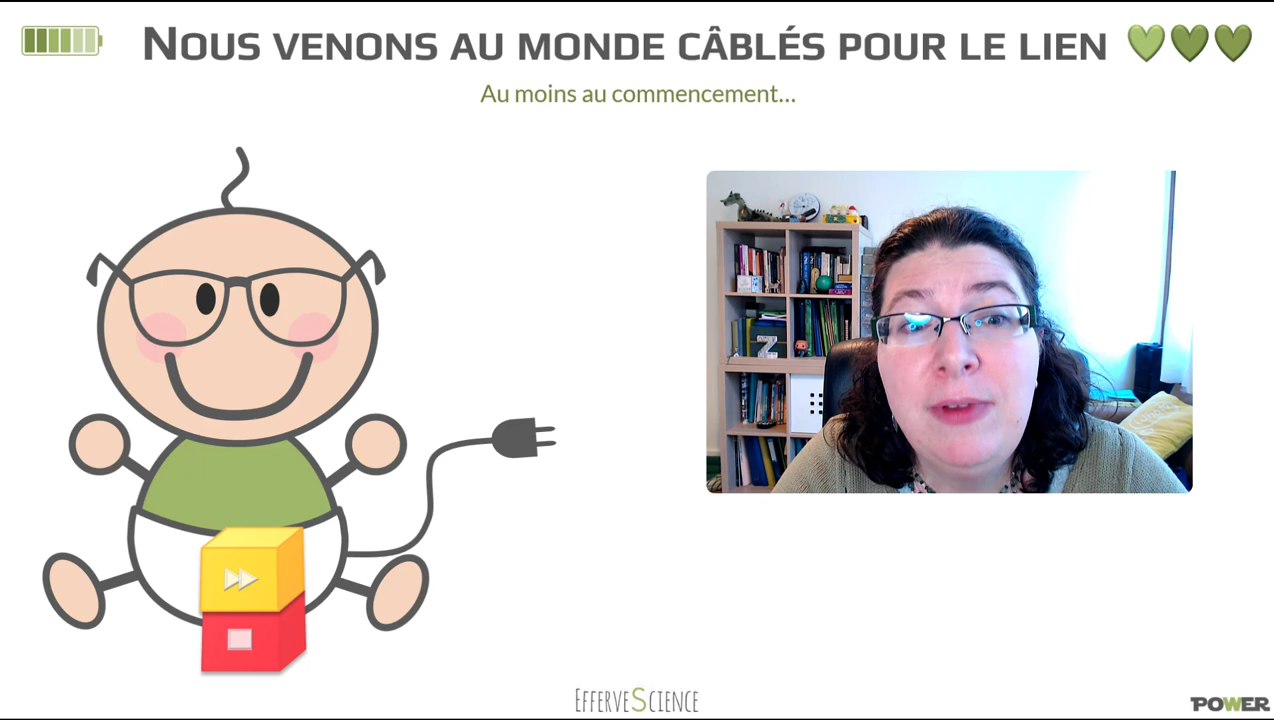 Nous venons au monde câblés pour le lien
Au moins au commencement...
Z
EfferveScience
POWER